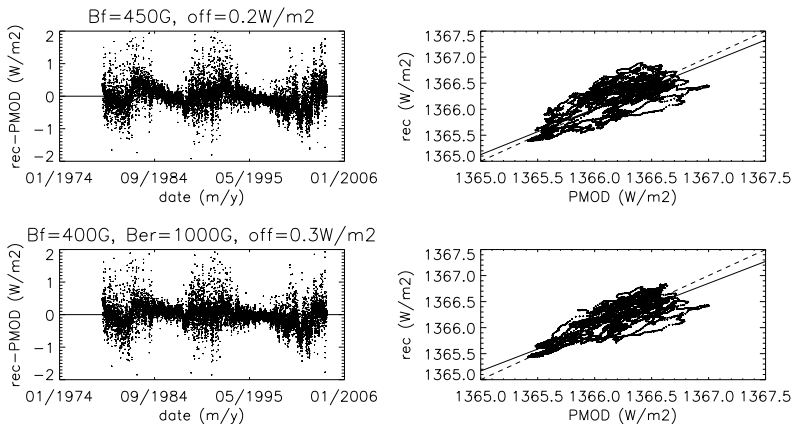 Bf=450G, off=0.2W/m2
rec-PMOD (W/m2)
2
1
0
-1
-2
01/1974 09/1984 05/1995 01/2006
date (m/y)
rec (W/m2)
1367.5
1367.0
1366.5
1366.0
1365.5
1365.0
1365.0 1365.5 1366.0 1366.5 1367.0 1367.5
PMOD (W/m2)
Bf=400G, Ber=1000G, off=0.3W/m2
rec-PMOD (W/m2)
2
1
0
-1
-2
01/1974 09/1984 05/1995 01/2006
date (m/y)
rec (W/m2)
1367.5
1367.0
1366.5
1366.0
1365.5
1365.0
1365.0 1365.5 1366.0 1366.5 1367.0 1367.5
PMOD (W/m2)